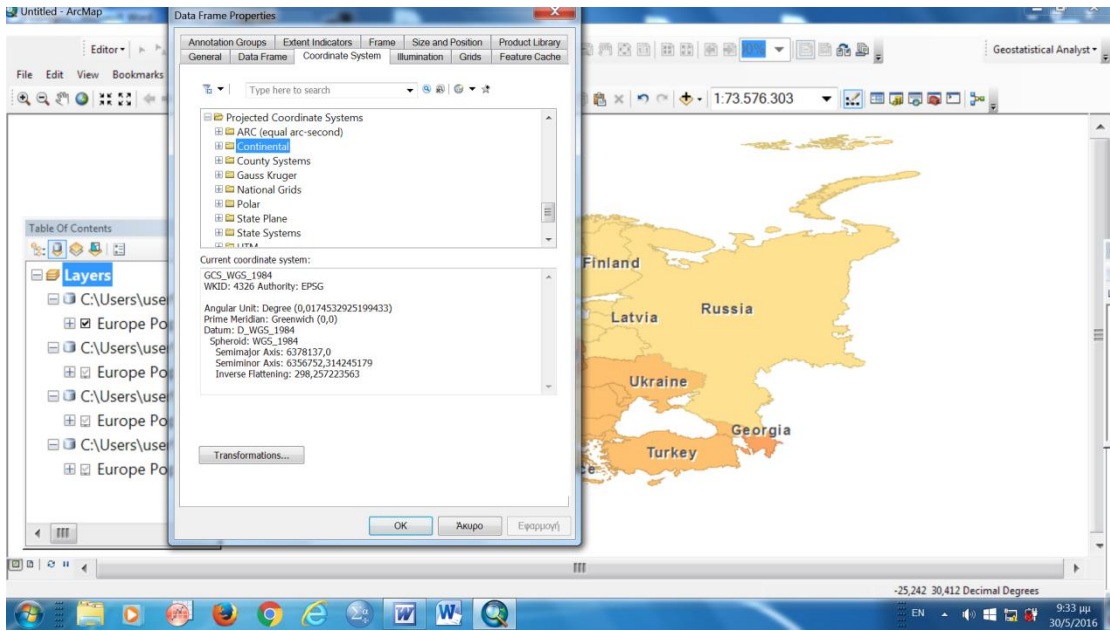 Untitled - ArcMap
Data Frame Properties
Editor
Geostatistical Analyst
File Edit View Bookmarks
1:73.576.303
Annotation Groups Extent Indicators Frame Size and Position Product Library
General Data Frame Coordinate System Illumination Grids Feature Cache
Type here to search
Projected Coordinate Systems
ARC (equal arc-second)
Continental
County Systems
Gauss Kruger
National Grids
Polar
State Plane
State Systems
UTM
Current coordinate system:
GCS_WGS_1984
WKID: 4326 Authority: EPSG
Angular Unit: Degree (0,0174532925199433)
Prime Meridian: Greenwich (0,0)
Datum: D_WGS_1984
Spheroid: WGS_1984
Semimajor Axis: 6378137,0
Semiminor Axis: 6356752,314245179
Inverse Flattening: 298,257223563
Transformations...
OK Άκυρο Εφαρμογή
Table Of Contents
Layers
C:\Users\use
Europe Po
C:\Users\use
Europe Po
C:\Users\use
Europe Po
C:\Users\use
Europe Po
Finland
Russia
Latvia
Ukraine
Georgia
Turkey
-25,242 30,412 Decimal Degrees
EN
9:33 μμ
30/5/2016